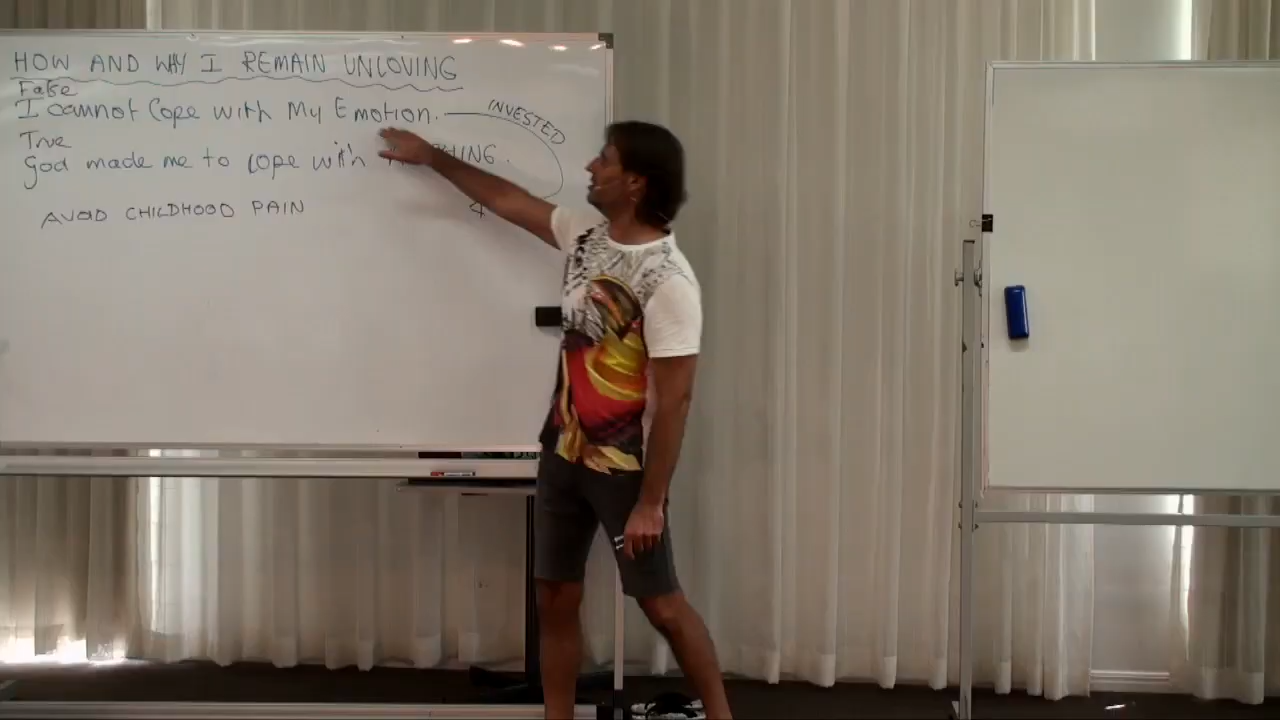 HOW AND WHY I REMAIN UNLOVING
False
I cannot Cope with My Emotion.
INVESTED
True
God made me to cope with
AVOID CHILDHOOD PAIN